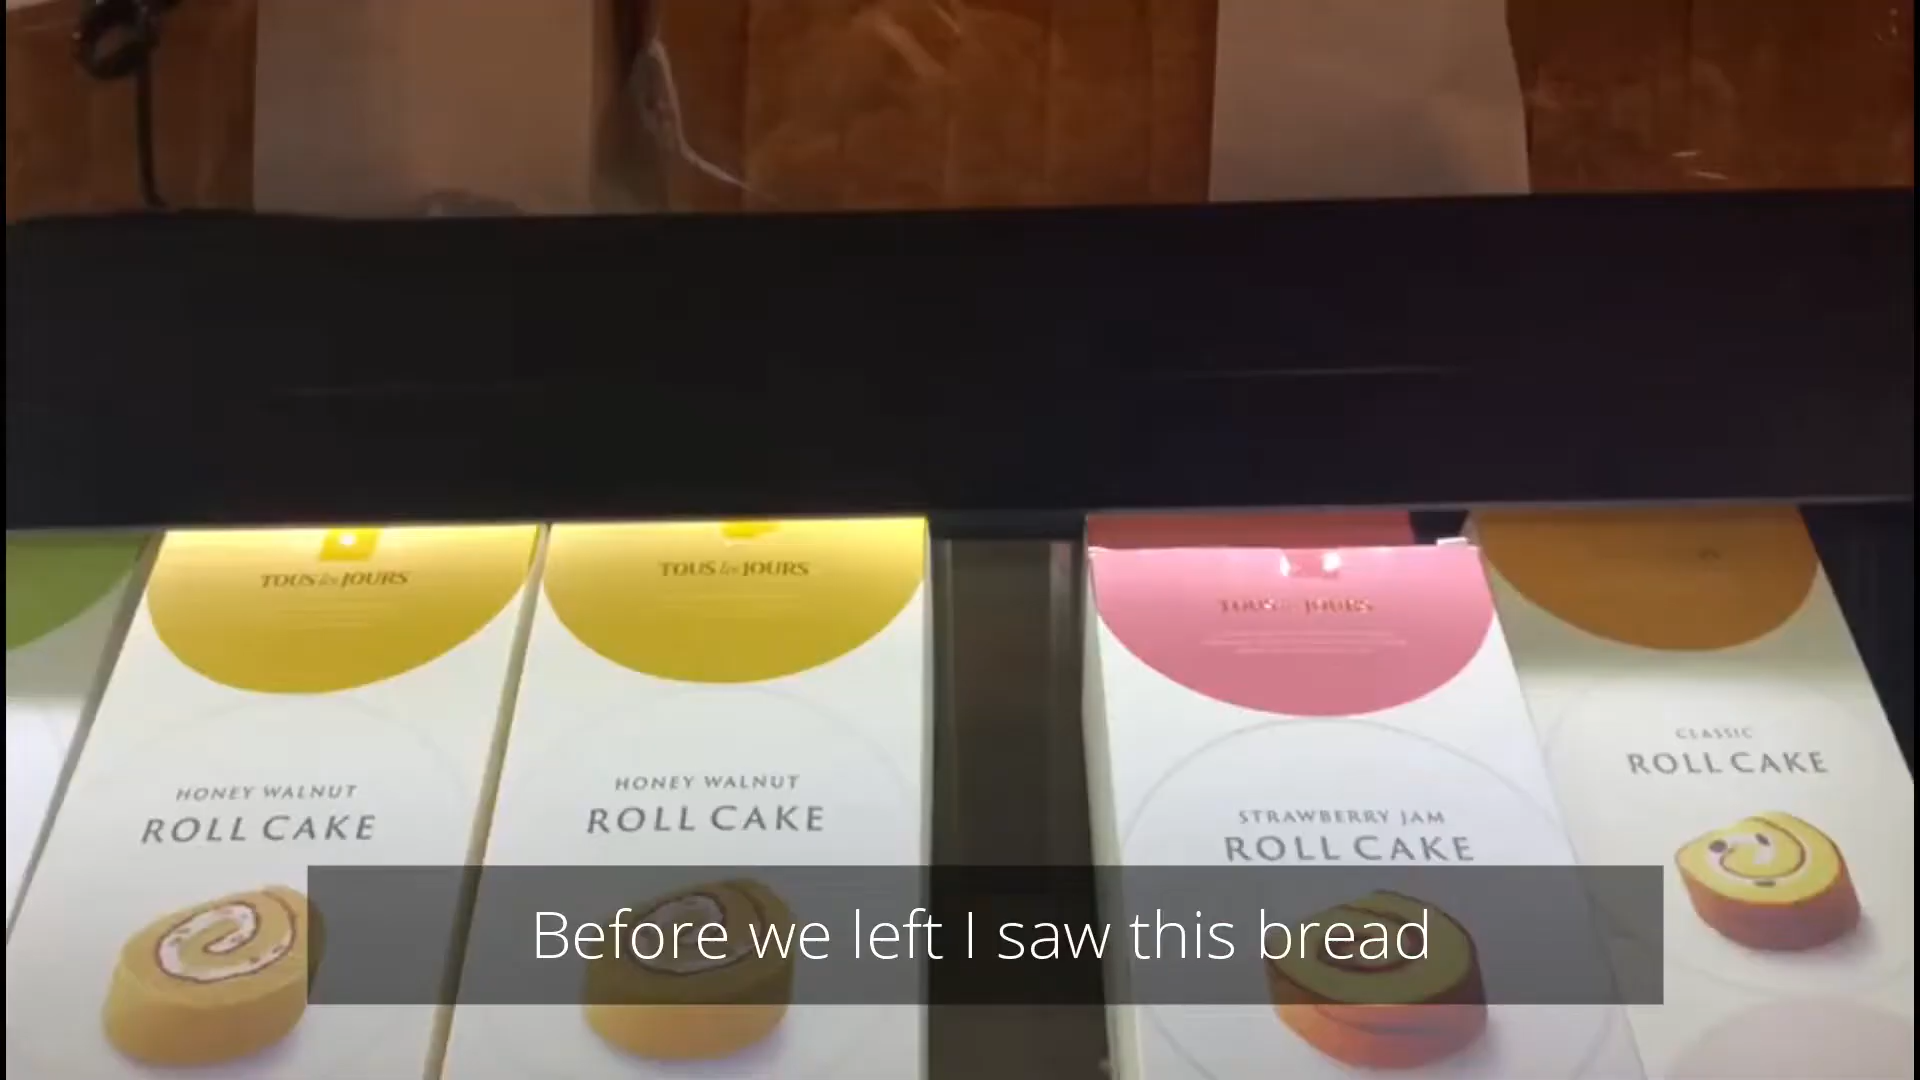 TOUS les JOURS
TOUS les JOURS
TOUS les JOURS
HONEY WALNUT
ROLL CAKE
HONEY WALNUT
ROLL CAKE
STRAWBERRY JAM
ROLL CAKE
CLASSIC
ROLL CAKE
Before we left I saw this bread